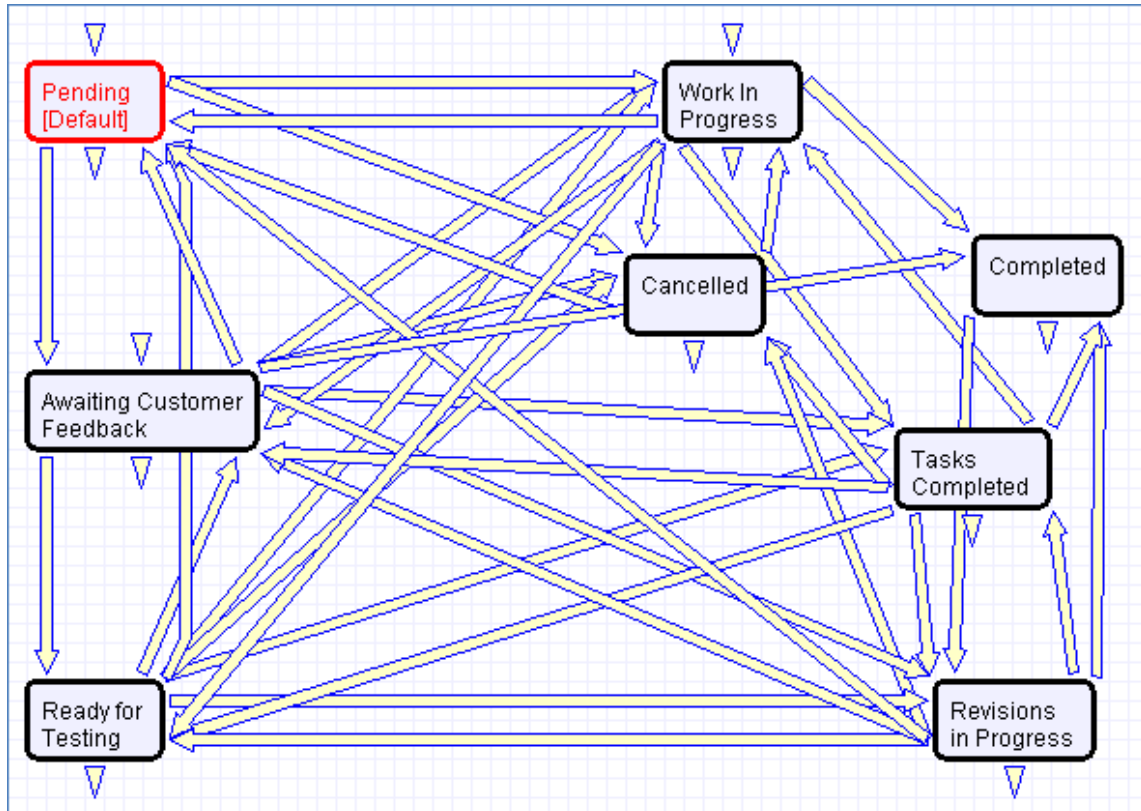 Pending
[Default]
Work In
Progress
Cancelled
Completed
Awaiting Customer
Feedback
Tasks
Completed
Ready for
Testing
Revisions
in Progress